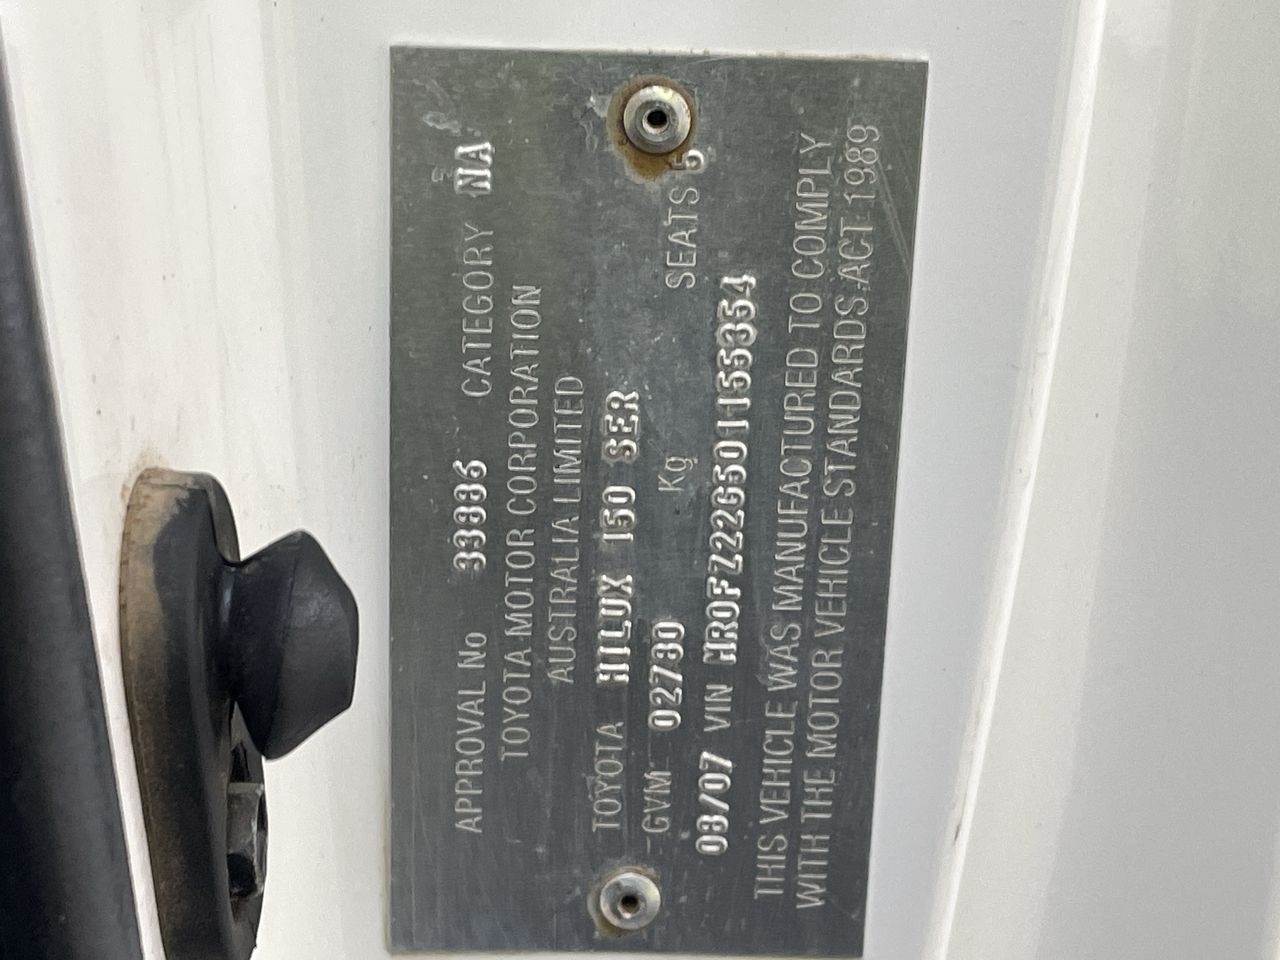 APPROVAL No 33886 CATEGORY NA
TOYOTA MOTOR CORPORATION
AUSTRALIA LIMITED
TOYOTA HILUX 150 SER
GVM 02780 Kg SEATS 5
08/07 VIN MR0FZ22G501155354
THIS VEHICLE WAS MANUFACTURED TO COMPLY
WITH THE MOTOR VEHICLE STANDARDS ACT 1989